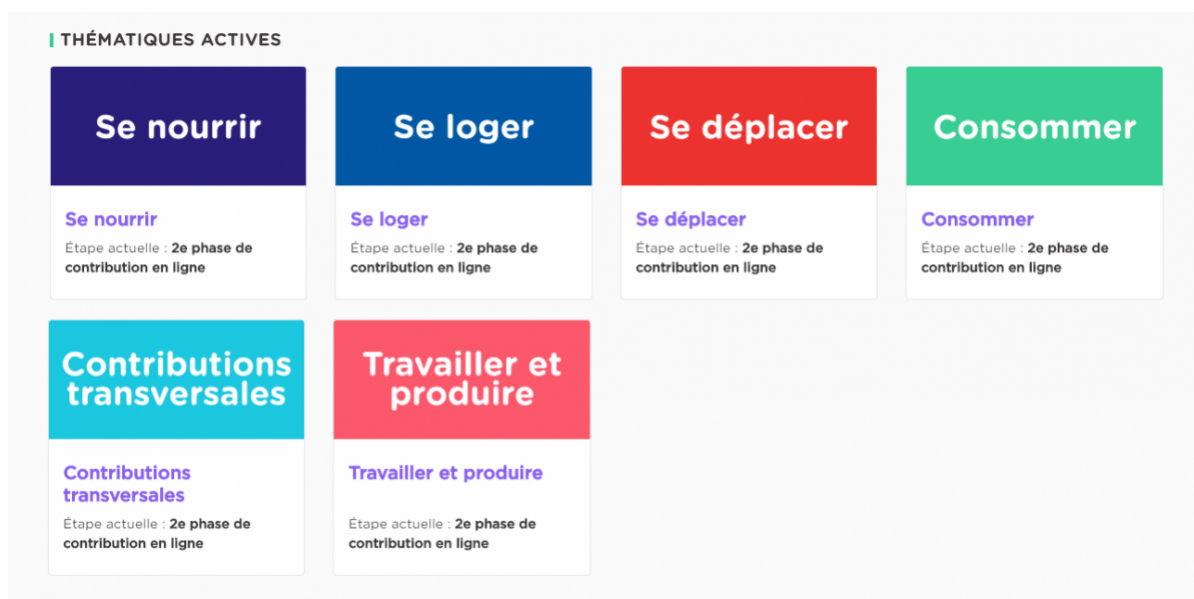 THÉMATIQUES ACTIVES
Se nourrir
Se nourrir
Étape actuelle : 2e phase de
contribution en ligne
Se loger
Se loger
Étape actuelle : 2e phase de
contribution en ligne
Se déplacer
Se déplacer
Étape actuelle : 2e phase de
contribution en ligne
Consommer
Consommer
Étape actuelle : 2e phase de
contribution en ligne
Contributions
transversales
Contributions
transversales
Étape actuelle : 2e phase de
contribution en ligne
Travailler et
produire
Travailler et produire
Étape actuelle : 2e phase de
contribution en ligne